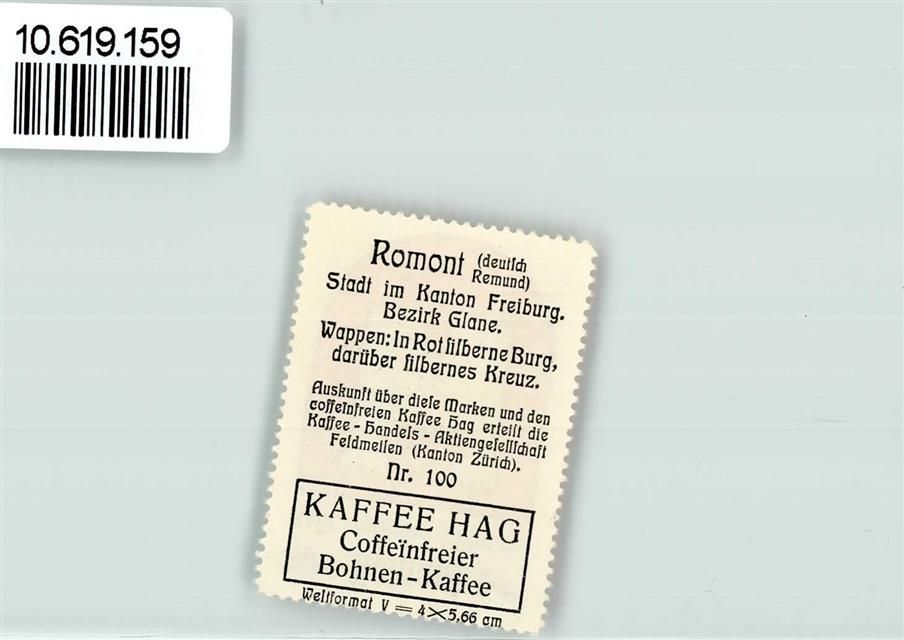 10.619.159
Romont (deutſch
Remund)
Stadt im Kanton Freiburg.
Bezirk Glane.
Wappen: In Rot ſilberne Burg,
darüber ſilbernes Kreuz.
Auskunft über dieſe Marken und den
coffeïnfreien Kaffee Hag erteilt die
Kaffee-Handels-Aktiengeſellſchaft
Feldmeilen (Kanton Zürich).
Nr. 100
KAFFEE HAG
Coffeïnfreier
Bohnen-Kaffee
Weltformat V = 4×5,66 cm